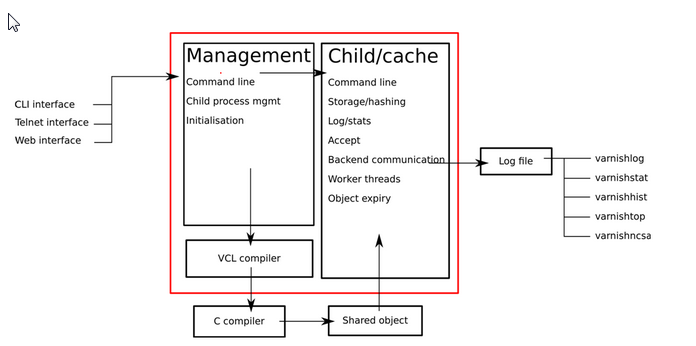 Management
Command line
Child process mgmt
Initialisation
Child/cache
Command line
Storage/hashing
Log/stats
Accept
Backend communication
Worker threads
Object expiry
CLI interface
Telnet interface
Web interface
Log file
varnishlog
varnishstat
varnishhist
varnishtop
varnishncsa
VCL compiler
C compiler
Shared object